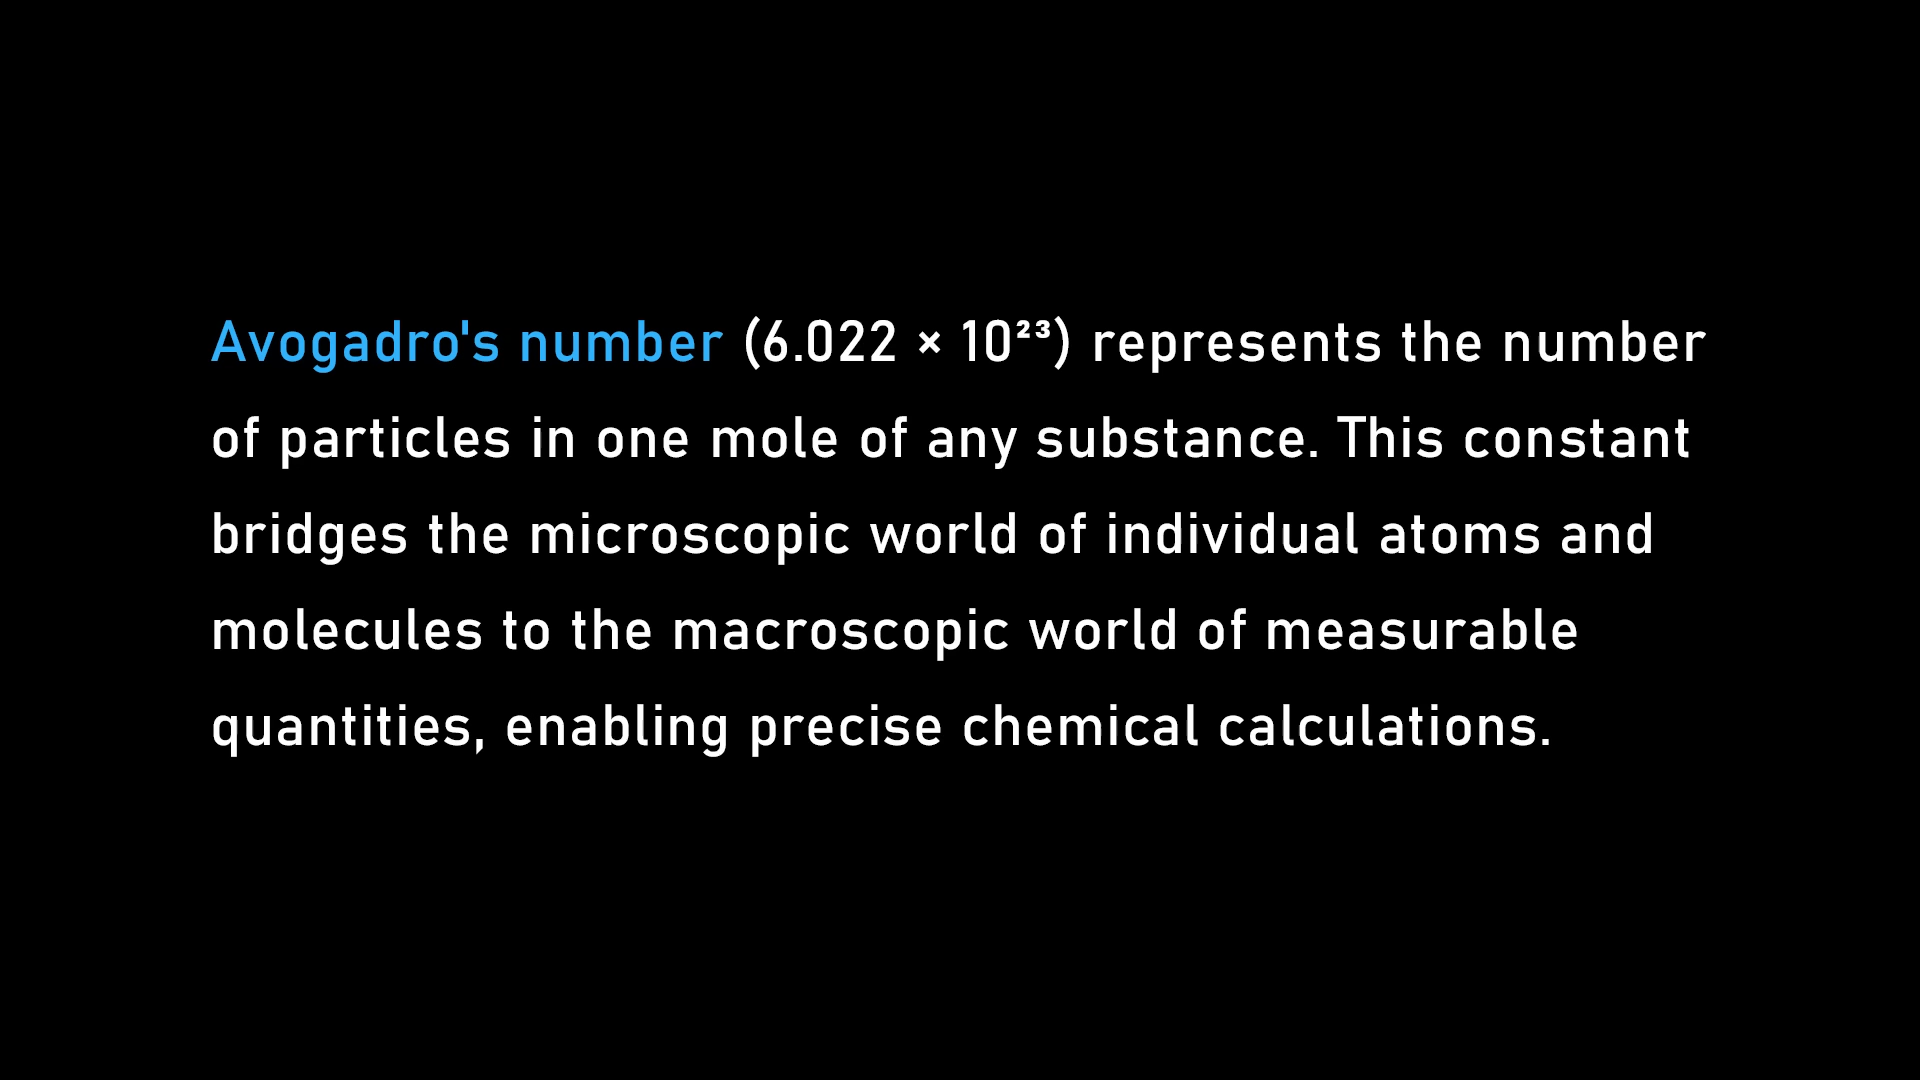 Avogadro's number (6.022 × 10²³) represents the number
of particles in one mole of any substance. This constant
bridges the microscopic world of individual atoms and
molecules to the macroscopic world of measurable
quantities, enabling precise chemical calculations.